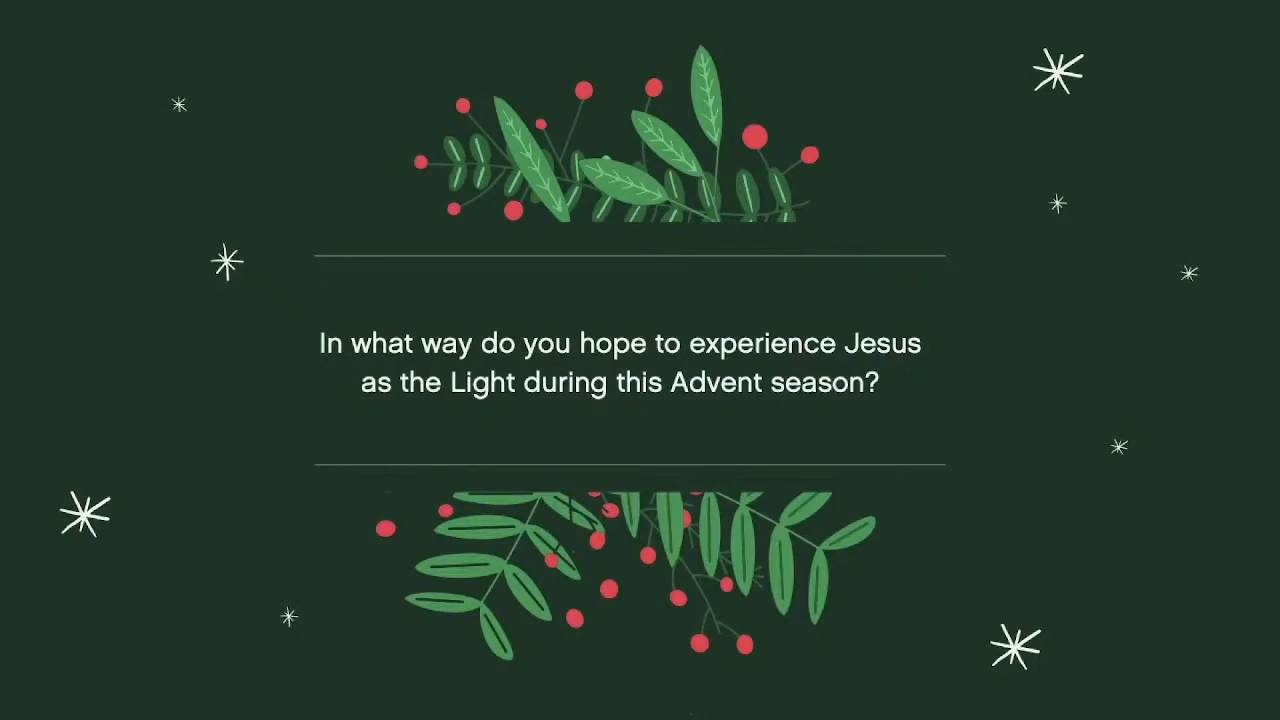 In what way do you hope to experience Jesus
as the Light during this Advent season?